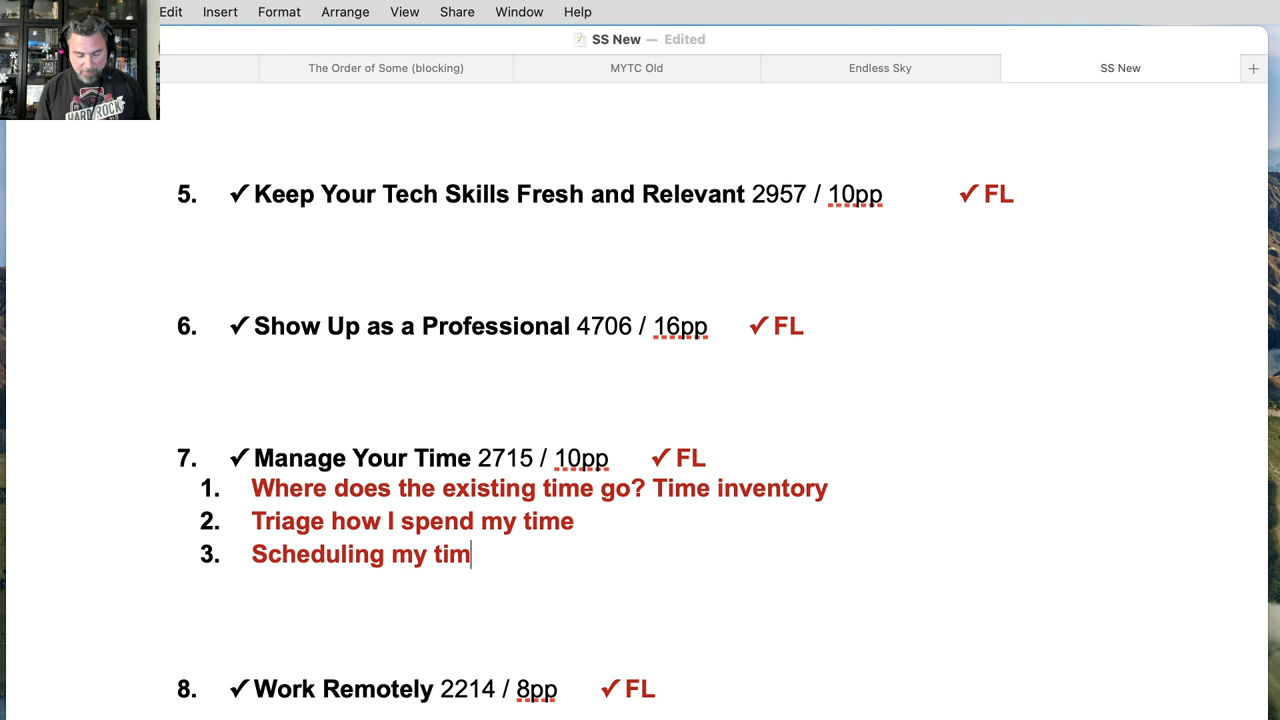 Edit Insert Format Arrange View Share Window Help
SS New — Edited
The Order of Some (blocking) MYTC Old Endless Sky SS New +
HARD ROCK
5. ✓ Keep Your Tech Skills Fresh and Relevant 2957 / 10pp ✓ FL
6. ✓ Show Up as a Professional 4706 / 16pp ✓ FL
7. ✓ Manage Your Time 2715 / 10pp ✓ FL
1. Where does the existing time go? Time inventory
2. Triage how I spend my time
3. Scheduling my tim
8. ✓ Work Remotely 2214 / 8pp ✓ FL